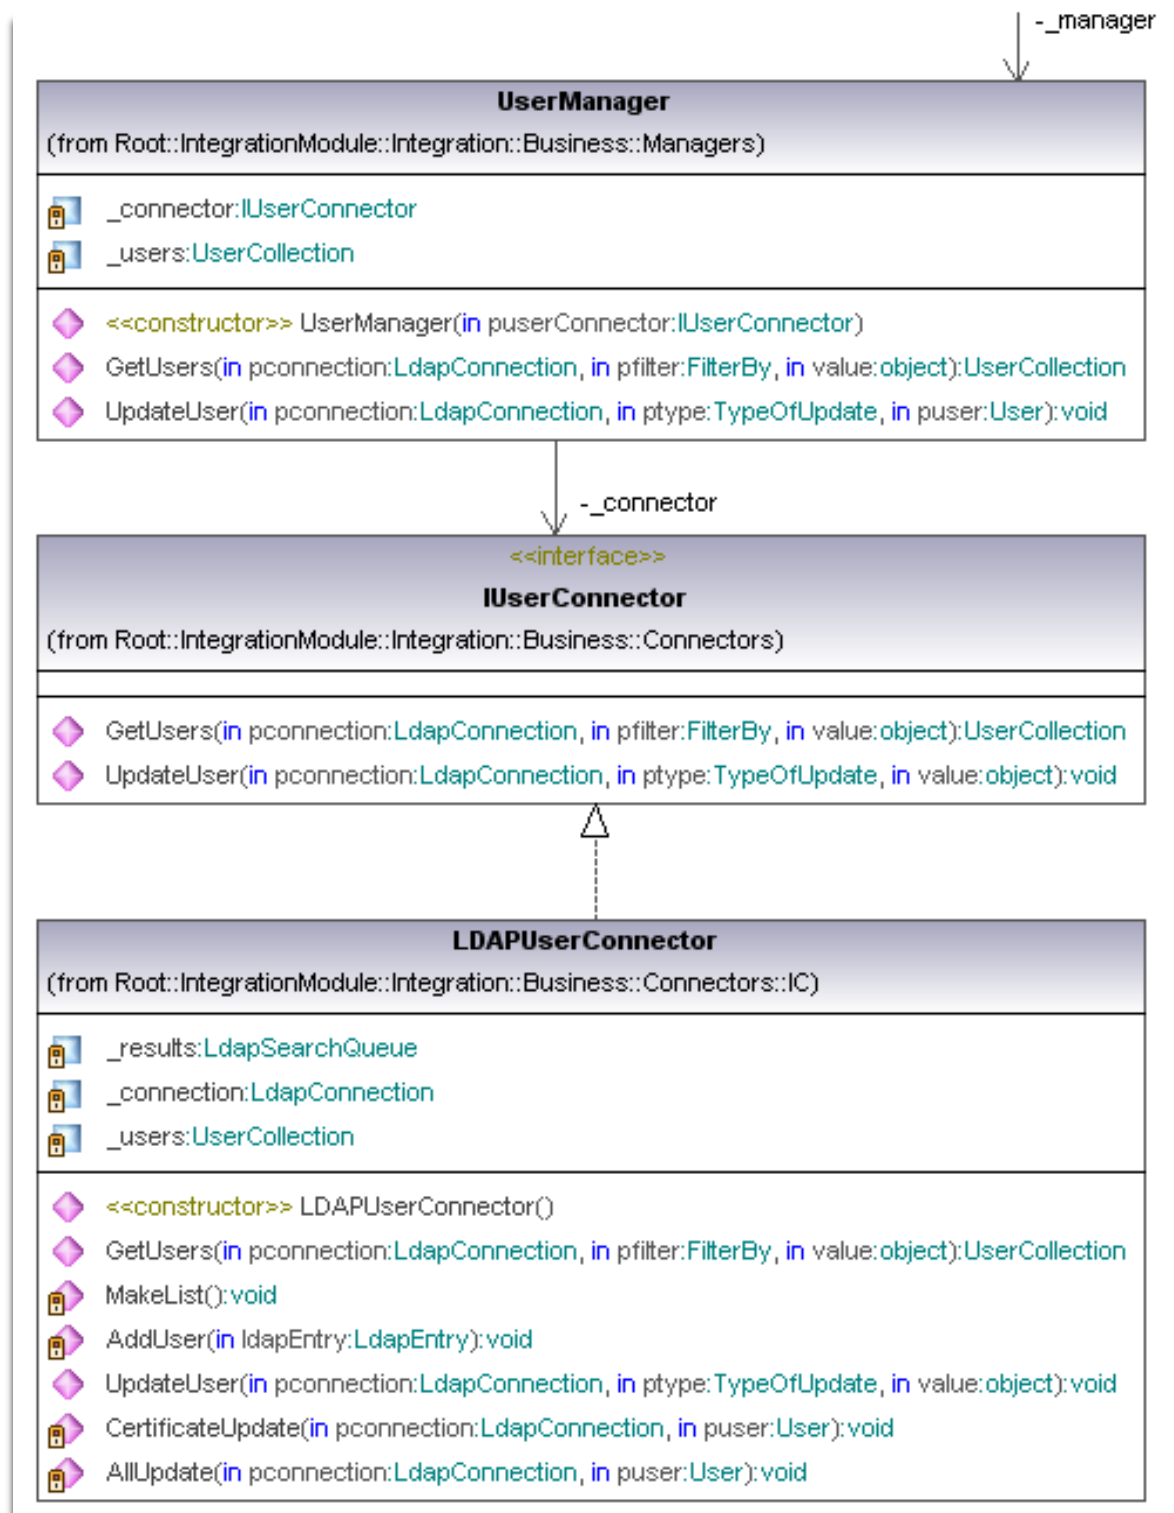 -_manager
UserManager
(from Root::IntegrationModule::Integration::Business::Managers)
_connector:IUserConnector
_users:UserCollection
<<constructor>> UserManager(in puserConnector:IUserConnector)
GetUsers(in pconnection:LdapConnection, in pfilter:FilterBy, in value:object):UserCollection
UpdateUser(in pconnection:LdapConnection, in ptype:TypeOfUpdate, in puser:User):void
-_connector
<<interface>>
IUserConnector
(from Root::IntegrationModule::Integration::Business::Connectors)
GetUsers(in pconnection:LdapConnection, in pfilter:FilterBy, in value:object):UserCollection
UpdateUser(in pconnection:LdapConnection, in ptype:TypeOfUpdate, in value:object):void
LDAPUserConnector
(from Root::IntegrationModule::Integration::Business::Connectors::IC)
_results:LdapSearchQueue
_connection:LdapConnection
_users:UserCollection
<<constructor>> LDAPUserConnector()
GetUsers(in pconnection:LdapConnection, in pfilter:FilterBy, in value:object):UserCollection
MakeList():void
AddUser(in ldapEntry:LdapEntry):void
UpdateUser(in pconnection:LdapConnection, in ptype:TypeOfUpdate, in value:object):void
CertificateUpdate(in pconnection:LdapConnection, in puser:User):void
AllUpdate(in pconnection:LdapConnection, in puser:User):void